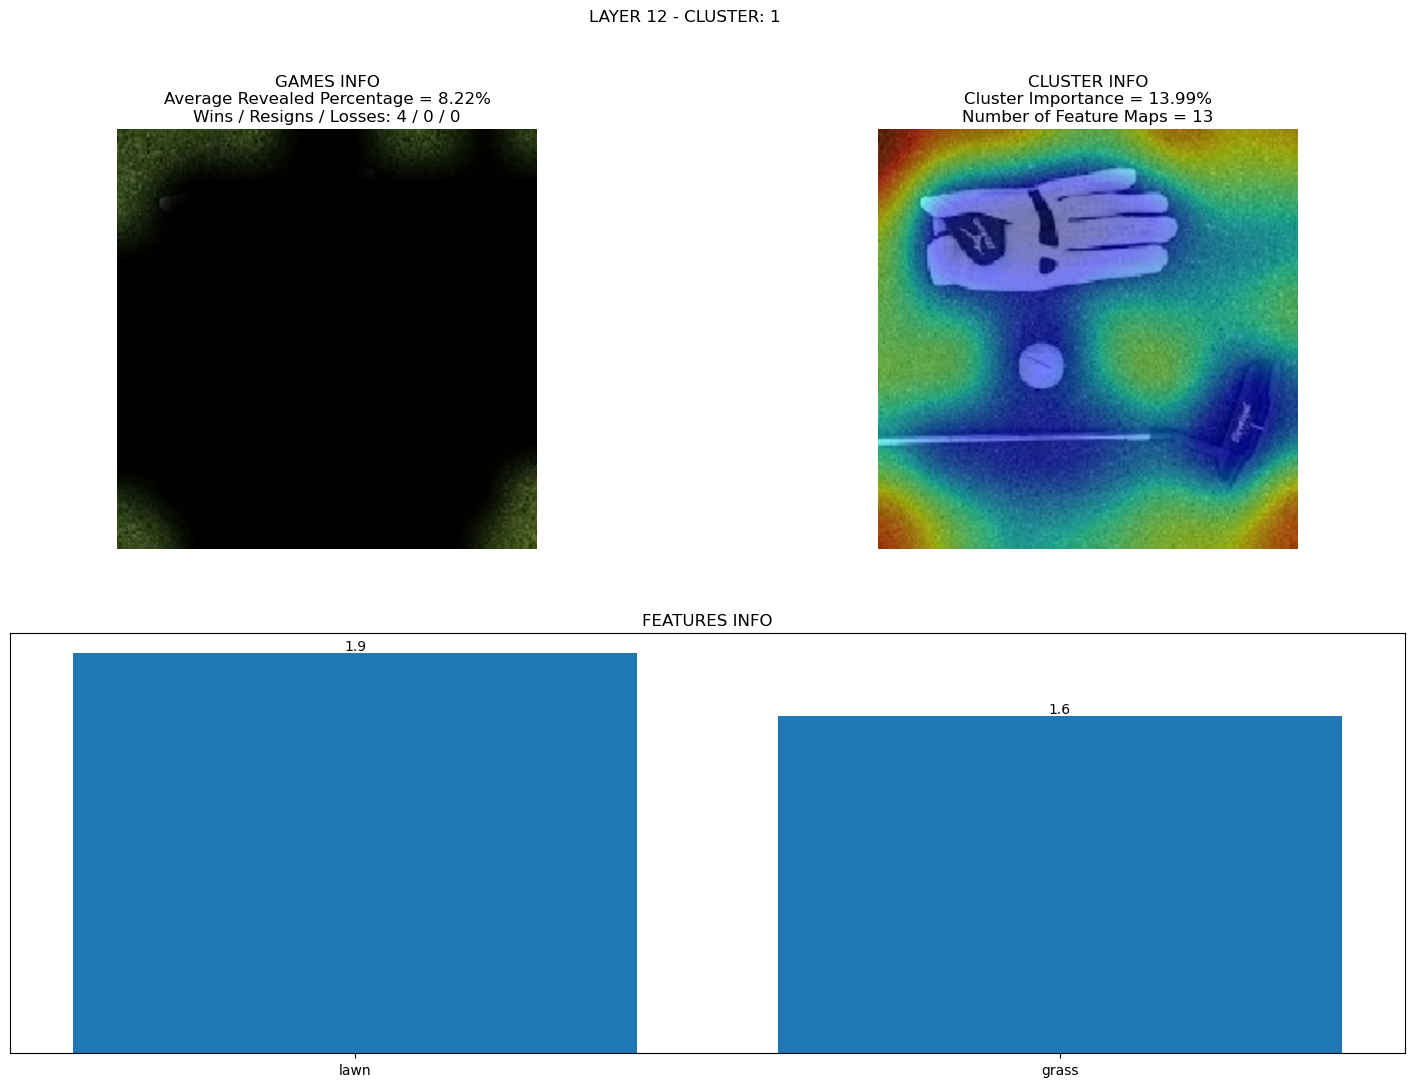 LAYER 12 - CLUSTER: 1
GAMES INFO
Average Revealed Percentage = 8.22%
Wins / Resigns / Losses: 4 / 0 / 0
CLUSTER INFO
Cluster Importance = 13.99%
Number of Feature Maps = 13
FEATURES INFO
1.9
1.6
lawn
grass